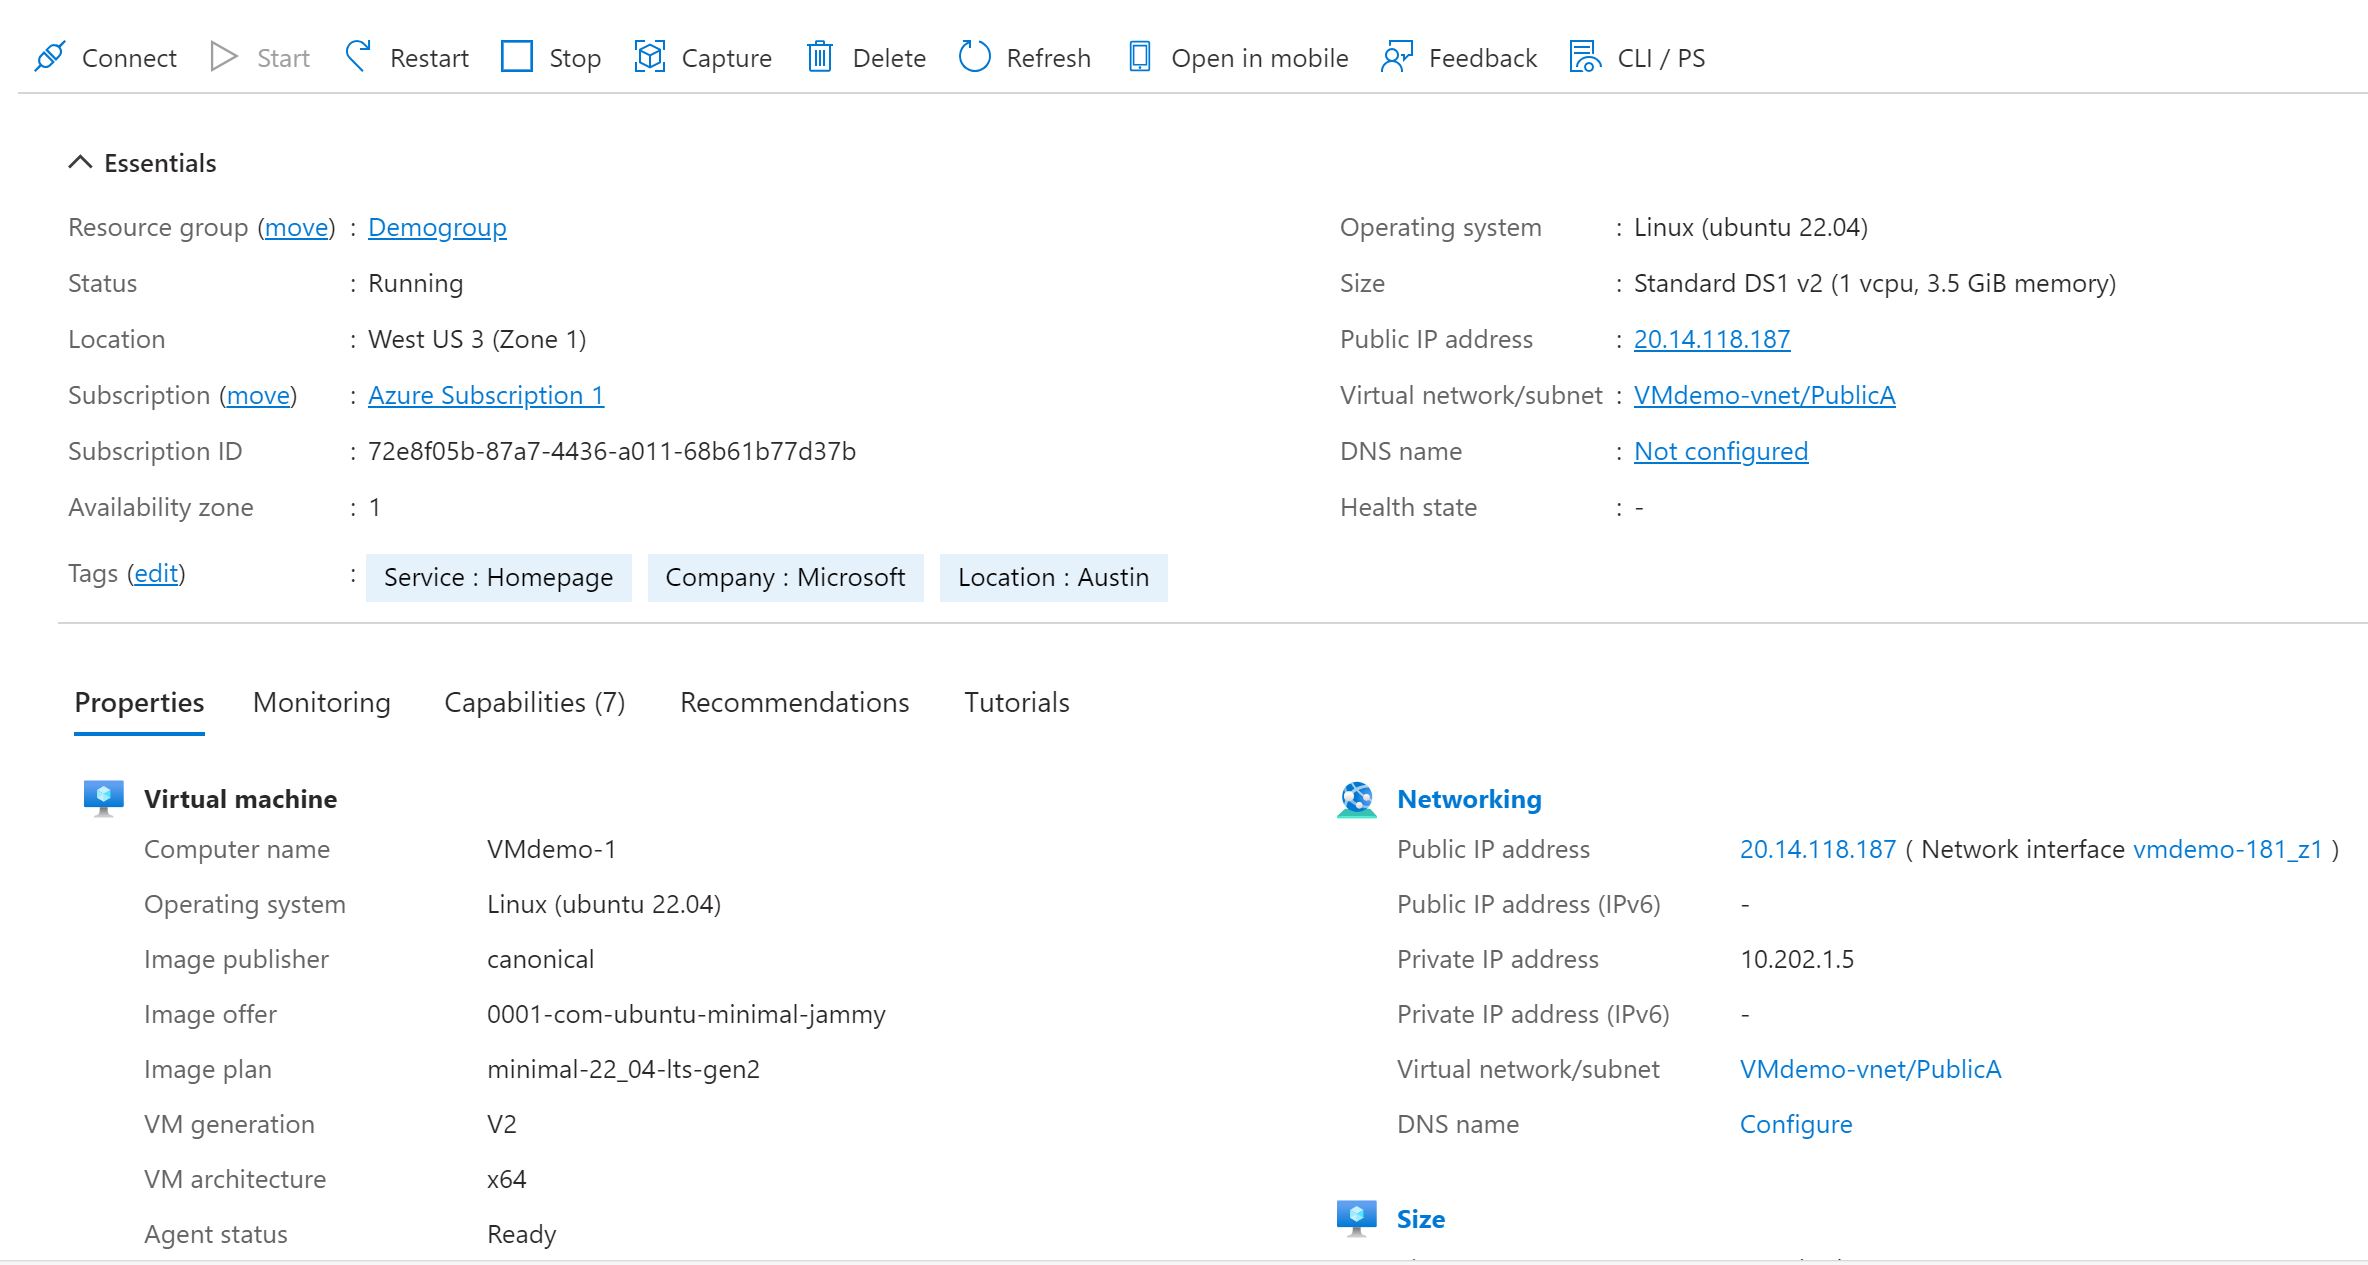 Connect Start Restart Stop Capture Delete Refresh Open in mobile Feedback CLI / PS
Essentials
Resource group (move) : Demogroup
Status : Running
Location : West US 3 (Zone 1)
Subscription (move) : Azure Subscription 1
Subscription ID : 72e8f05b-87a7-4436-a011-68b61b77d37b
Availability zone : 1
Tags (edit) : Service : Homepage Company : Microsoft Location : Austin
Operating system : Linux (ubuntu 22.04)
Size : Standard DS1 v2 (1 vcpu, 3.5 GiB memory)
Public IP address : 20.14.118.187
Virtual network/subnet : VMdemo-vnet/PublicA
DNS name : Not configured
Health state : -
Properties Monitoring Capabilities (7) Recommendations Tutorials
Virtual machine
Computer name VMdemo-1
Operating system Linux (ubuntu 22.04)
Image publisher canonical
Image offer 0001-com-ubuntu-minimal-jammy
Image plan minimal-22_04-lts-gen2
VM generation V2
VM architecture x64
Agent status Ready
Networking
Public IP address 20.14.118.187 ( Network interface vmdemo-181_z1 )
Public IP address (IPv6) -
Private IP address 10.202.1.5
Private IP address (IPv6) -
Virtual network/subnet VMdemo-vnet/PublicA
DNS name Configure
Size